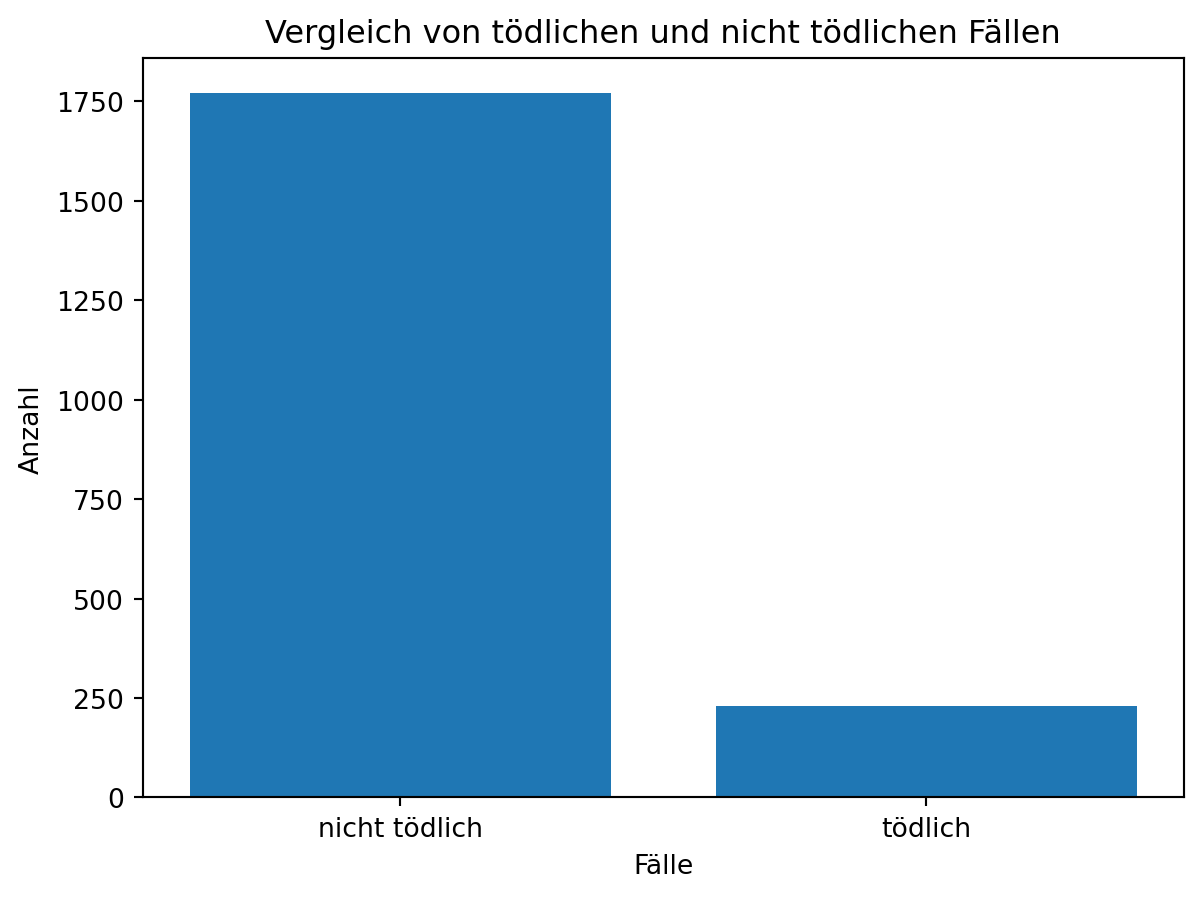 Vergleich von tödlichen und nicht tödlichen Fällen
1750
1500
1250
1000
750
500
250
0
Anzahl
nicht tödlich
tödlich
Fälle